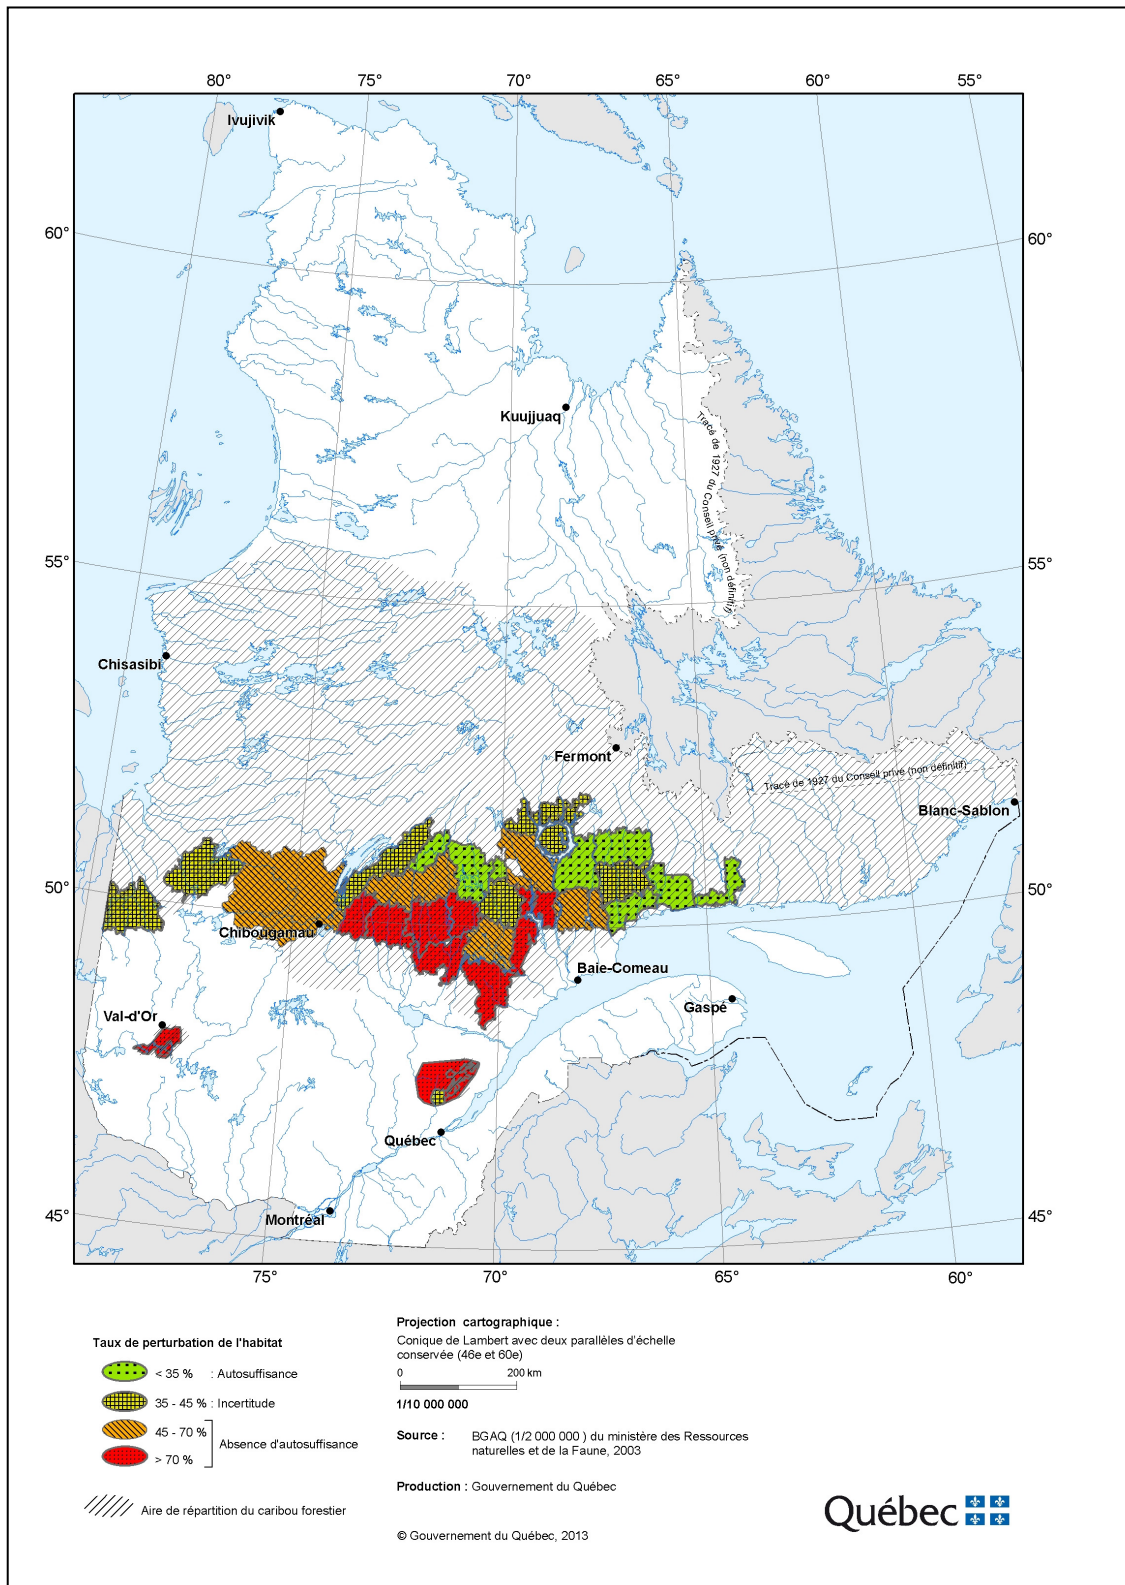 80°
75°
70°
65°
60°
55°
Ivujivik
60°
60°
Kuujjuaq
Tracé de 1927 du Conseil privé (non définitif)
55°
55°
Chisasibi
Fermont
Tracé de 1927 du Conseil privé (non définitif)
Blanc-Sablon
50°
50°
Chibougamau
Baie-Comeau
Gaspé
Val-d'Or
Québec
Montréal
45°
45°
75°
70°
65°
60°
Taux de perturbation de l'habitat
< 35 % : Autosuffisance
35 - 45 % : Incertitude
45 - 70 %
Absence d'autosuffisance
> 70 %
Aire de répartition du caribou forestier
Projection cartographique :
Conique de Lambert avec deux parallèles d'échelle
conservée (46e et 60e)
0 200 km
1/10 000 000
Source : BGAQ (1/2 000 000 ) du ministère des Ressources
naturelles et de la Faune, 2003
Production : Gouvernement du Québec
© Gouvernement du Québec, 2013
Québec